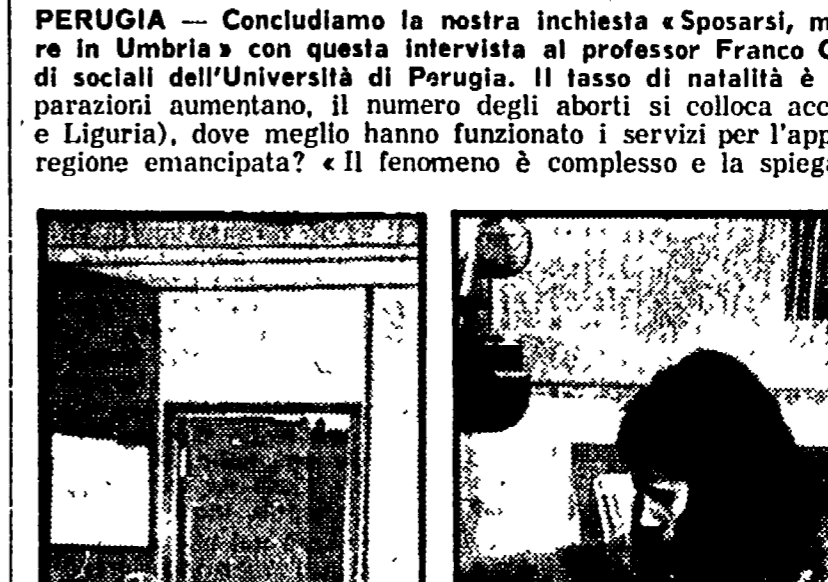 PERUGIA — Concludiamo la nostra inchiesta «Sposarsi, m
re in Umbria» con questa intervista al professor Franco
di sociali dell'Università di Perugia. Il tasso di natalità è
parazioni aumentano, il numero degli aborti si colloca acc
e Liguria), dove meglio hanno funzionato i servizi per l'app
regione emancipata? «Il fenomeno è complesso e la spieg